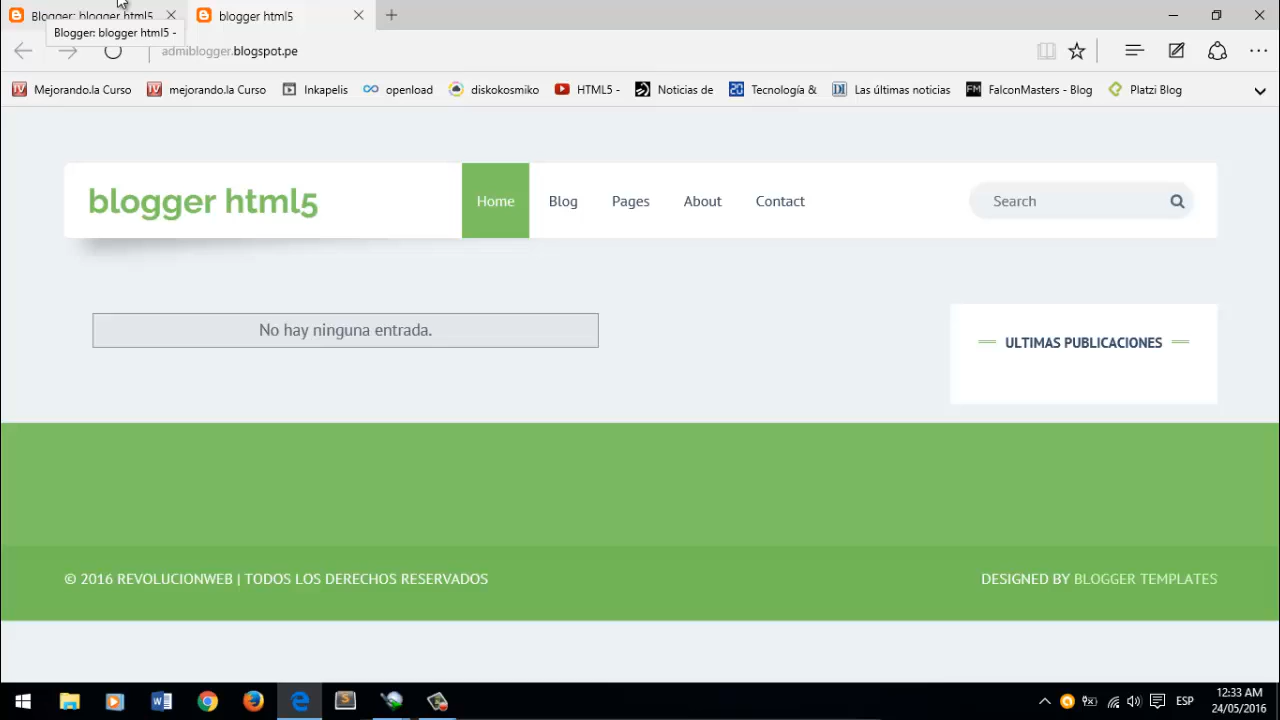 Blogger: blogger html5
blogger html5
Blogger: blogger html5 -
admiblogger.blogspot.pe
Mejorando.la Curso
mejorando.la Curso
Inkapelis
openload
diskokosmiko
HTML5 -
Noticias de
Tecnología &
Las últimas noticias
FalconMasters - Blog
Platzi Blog
blogger html5
Home
Blog
Pages
About
Contact
Search
No hay ninguna entrada.
ULTIMAS PUBLICACIONES
© 2016 REVOLUCIONWEB | TODOS LOS DERECHOS RESERVADOS
DESIGNED BY BLOGGER TEMPLATES
ESP
12:33 AM
24/05/2016